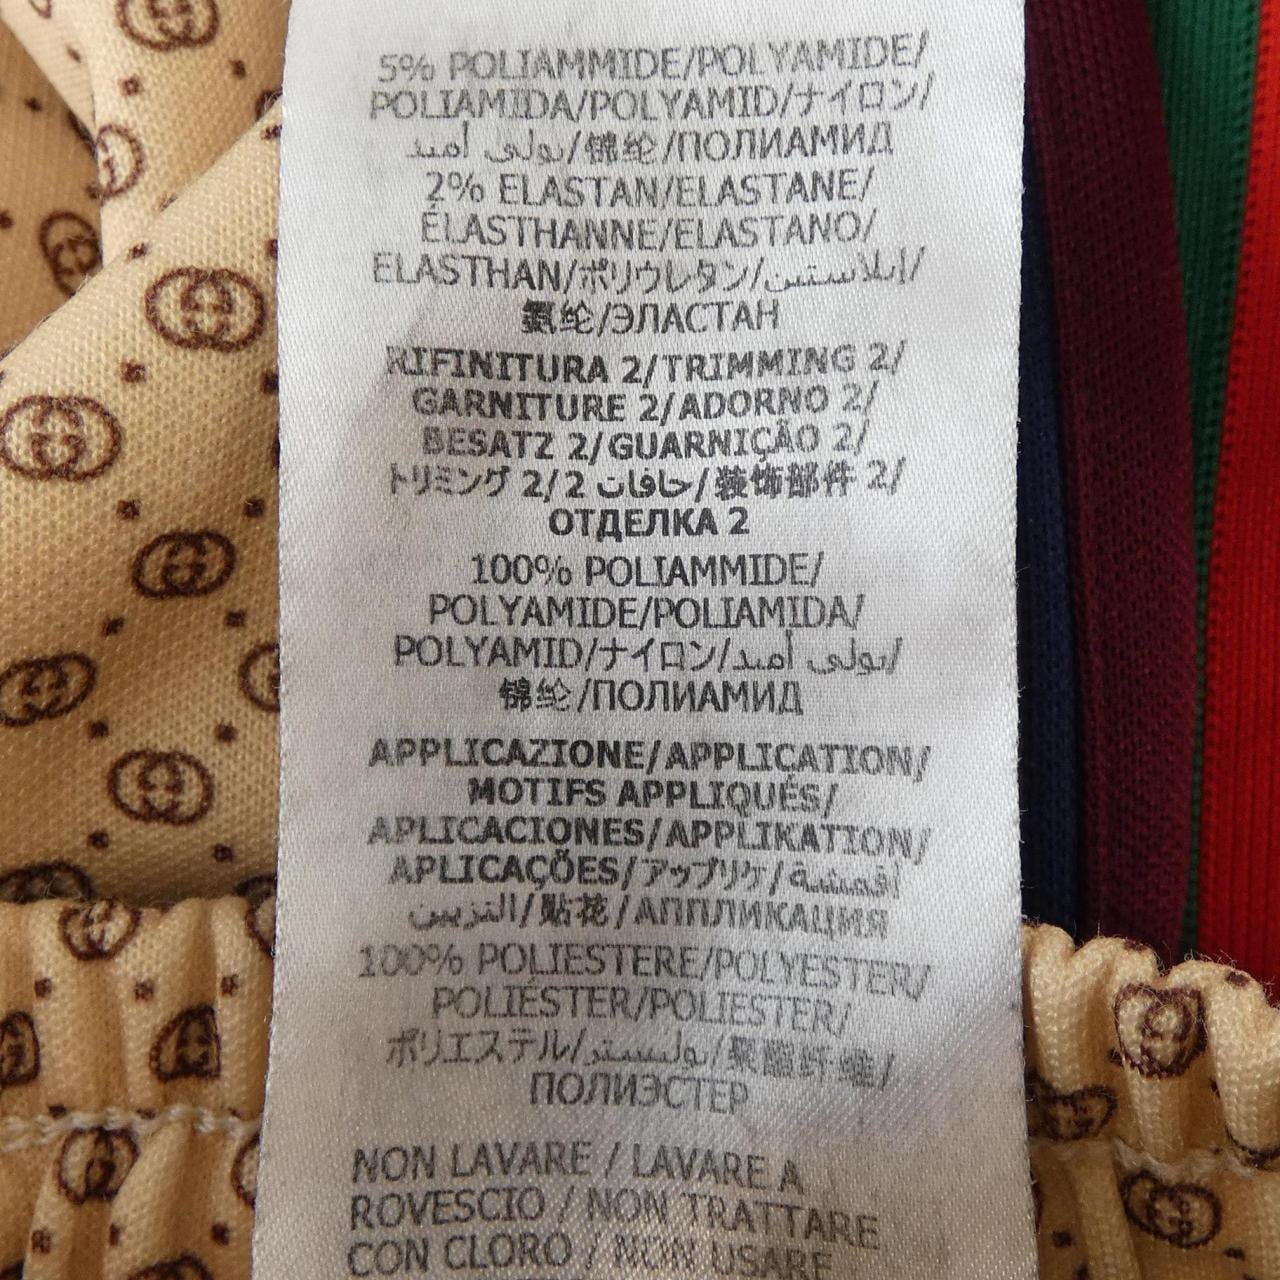 5% POLIAMMIDE/POLYAMIDE/
POLIAMIDA/POLYAMID/ナイロン/
بولي أميد/锦纶/ПОЛИАМИД
2% ELASTAN/ELASTANE/
ÉLASTHANNE/ELASTANO/
ELASTHAN/ポリウレタン/إيلاستين/
氨纶/ЭЛАСТАН
RIFINITURA 2/TRIMMING 2/
GARNITURE 2/ADORNO 2/
BESATZ 2/GUARNIÇÃO 2/
トリミング 2/2 حافات/装饰部件 2/
ОТДЕЛКА 2
100% POLIAMMIDE/
POLYAMIDE/POLIAMIDA/
POLYAMID/ナイロン/بولي أميد/
锦纶/ПОЛИАМИД
APPLICAZIONE/APPLICATION/
MOTIFS APPLIQUÉS/
APLICACIONES/APPLIKATION/
APLICAÇÕES/アップリケ/أقمشة
التزيين/贴花/АППЛИКАЦИЯ
100% POLIESTERE/POLYESTER/
POLIÉSTER/POLIESTER/
ポリエステル/بوليستر/聚酯纤维/
ПОЛИЭСТЕР
NON LAVARE / LAVARE A
ROVESCIO / NON TRATTARE
CON CLORO / NON USARE